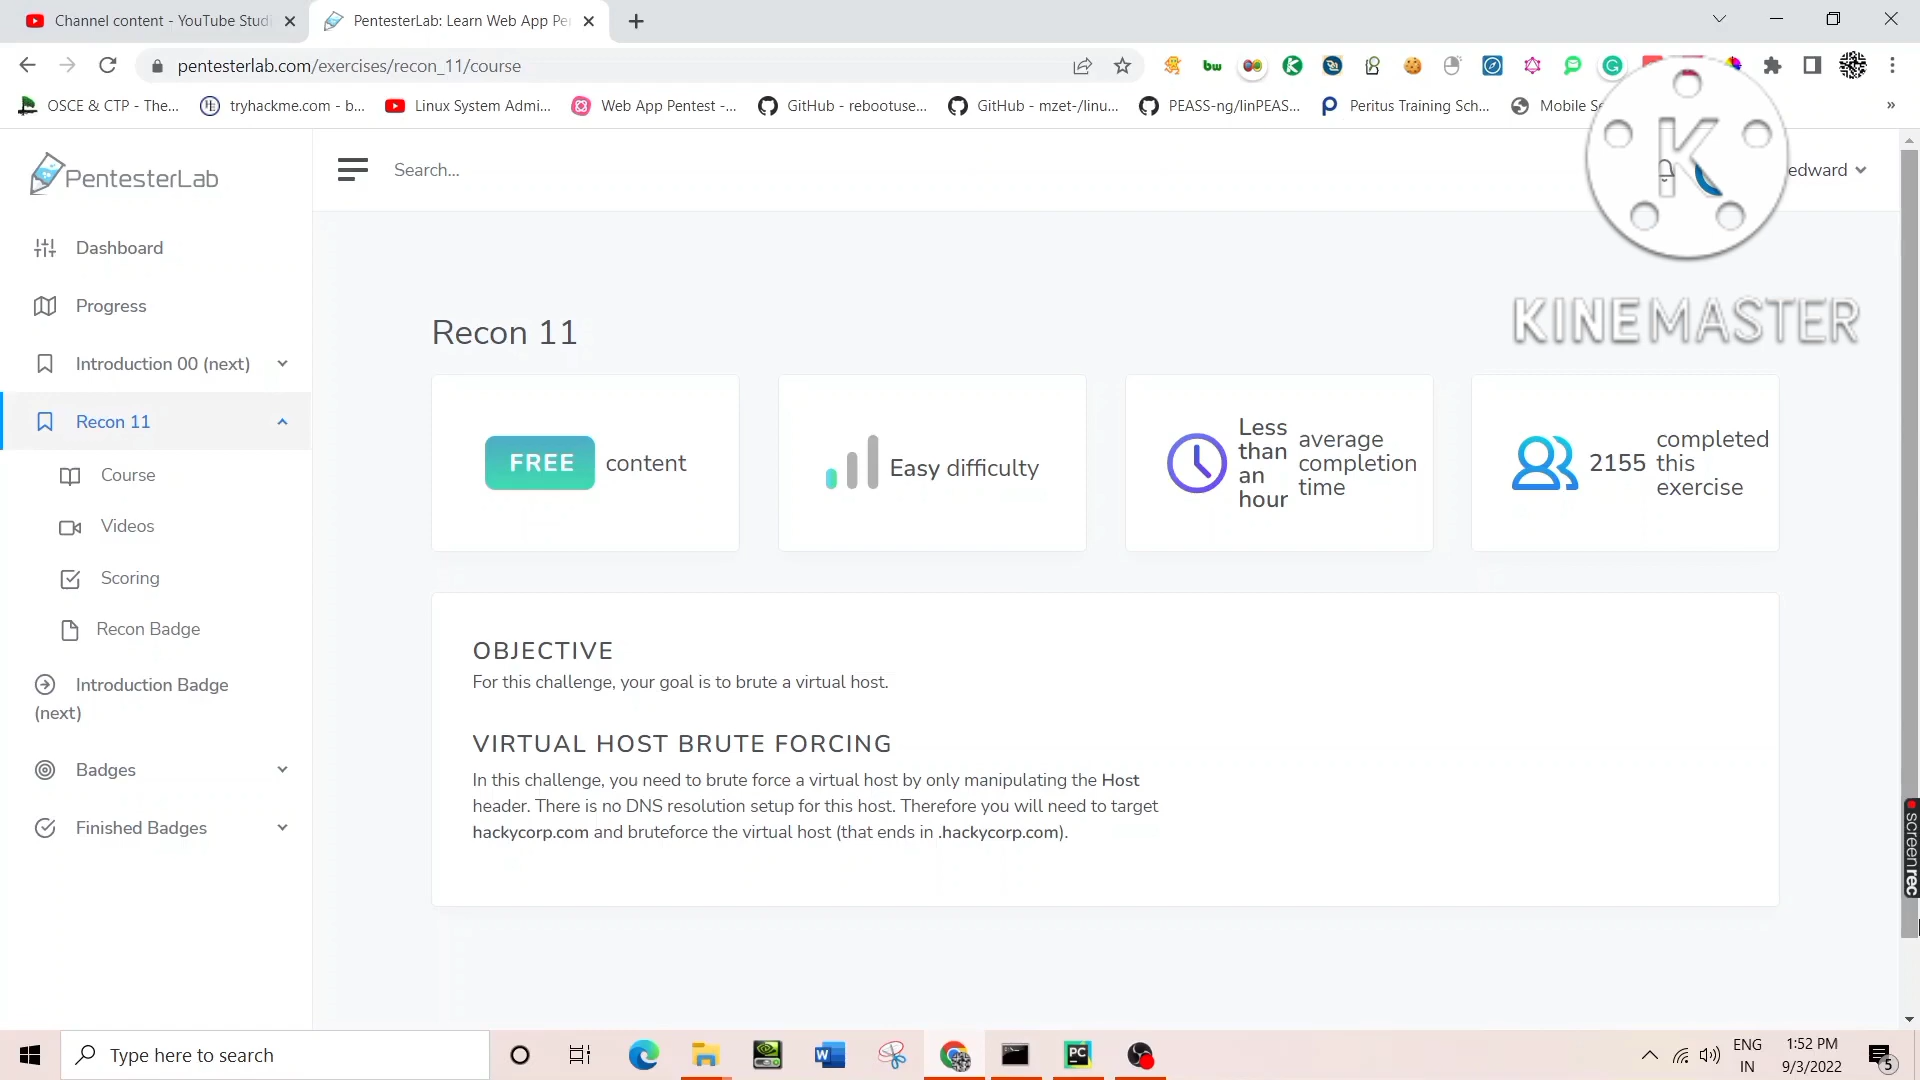 Channel content - YouTube Studi
PentesterLab: Learn Web App Pe
pentesterlab.com/exercises/recon_11/course
OSCE & CTP - The...
tryhackme.com - b...
Linux System Admi...
Web App Pentest -...
GitHub - rebootuse...
GitHub - mzet-/linu...
PEASS-ng/linPEAS...
Peritus Training Sch...
Mobile Se
»
PentesterLab
Search...
edward
K
KINEMASTER
Dashboard
Progress
Introduction 00 (next)
Recon 11
Course
Videos
Scoring
Recon Badge
Introduction Badge
(next)
Badges
Finished Badges
Recon 11
FREE content
Easy difficulty
Less than an hour average completion time
2155 completed this exercise
OBJECTIVE
For this challenge, your goal is to brute a virtual host.
VIRTUAL HOST BRUTE FORCING
In this challenge, you need to brute force a virtual host by only manipulating the Host
header. There is no DNS resolution setup for this host. Therefore you will need to target
hackycorp.com and bruteforce the virtual host (that ends in .hackycorp.com).
screenrec
Type here to search
ENG
IN
1:52 PM
9/3/2022
5